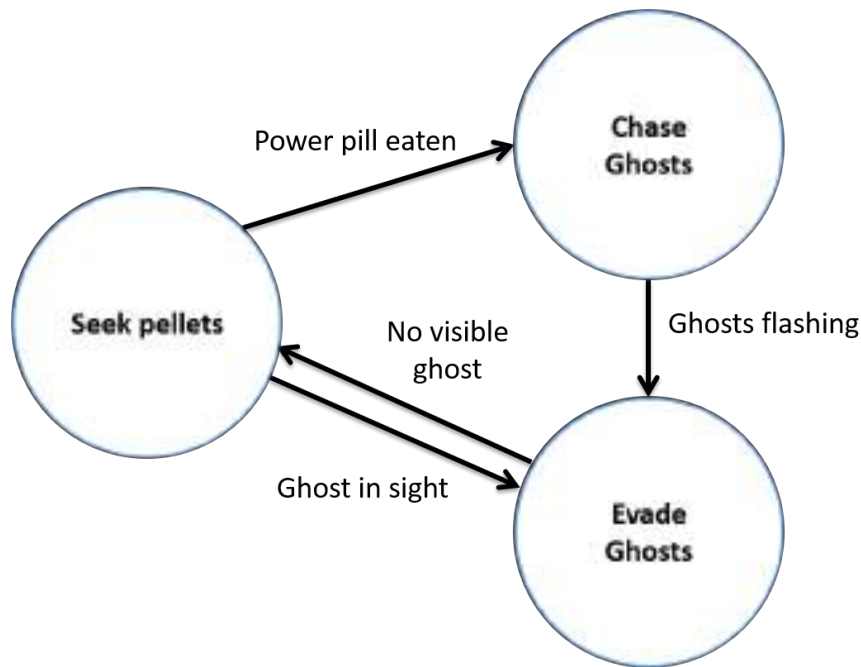 Chase
Ghosts
Power pill eaten
Seek pellets
No visible
ghost
Ghosts flashing
Ghost in sight
Evade
Ghosts